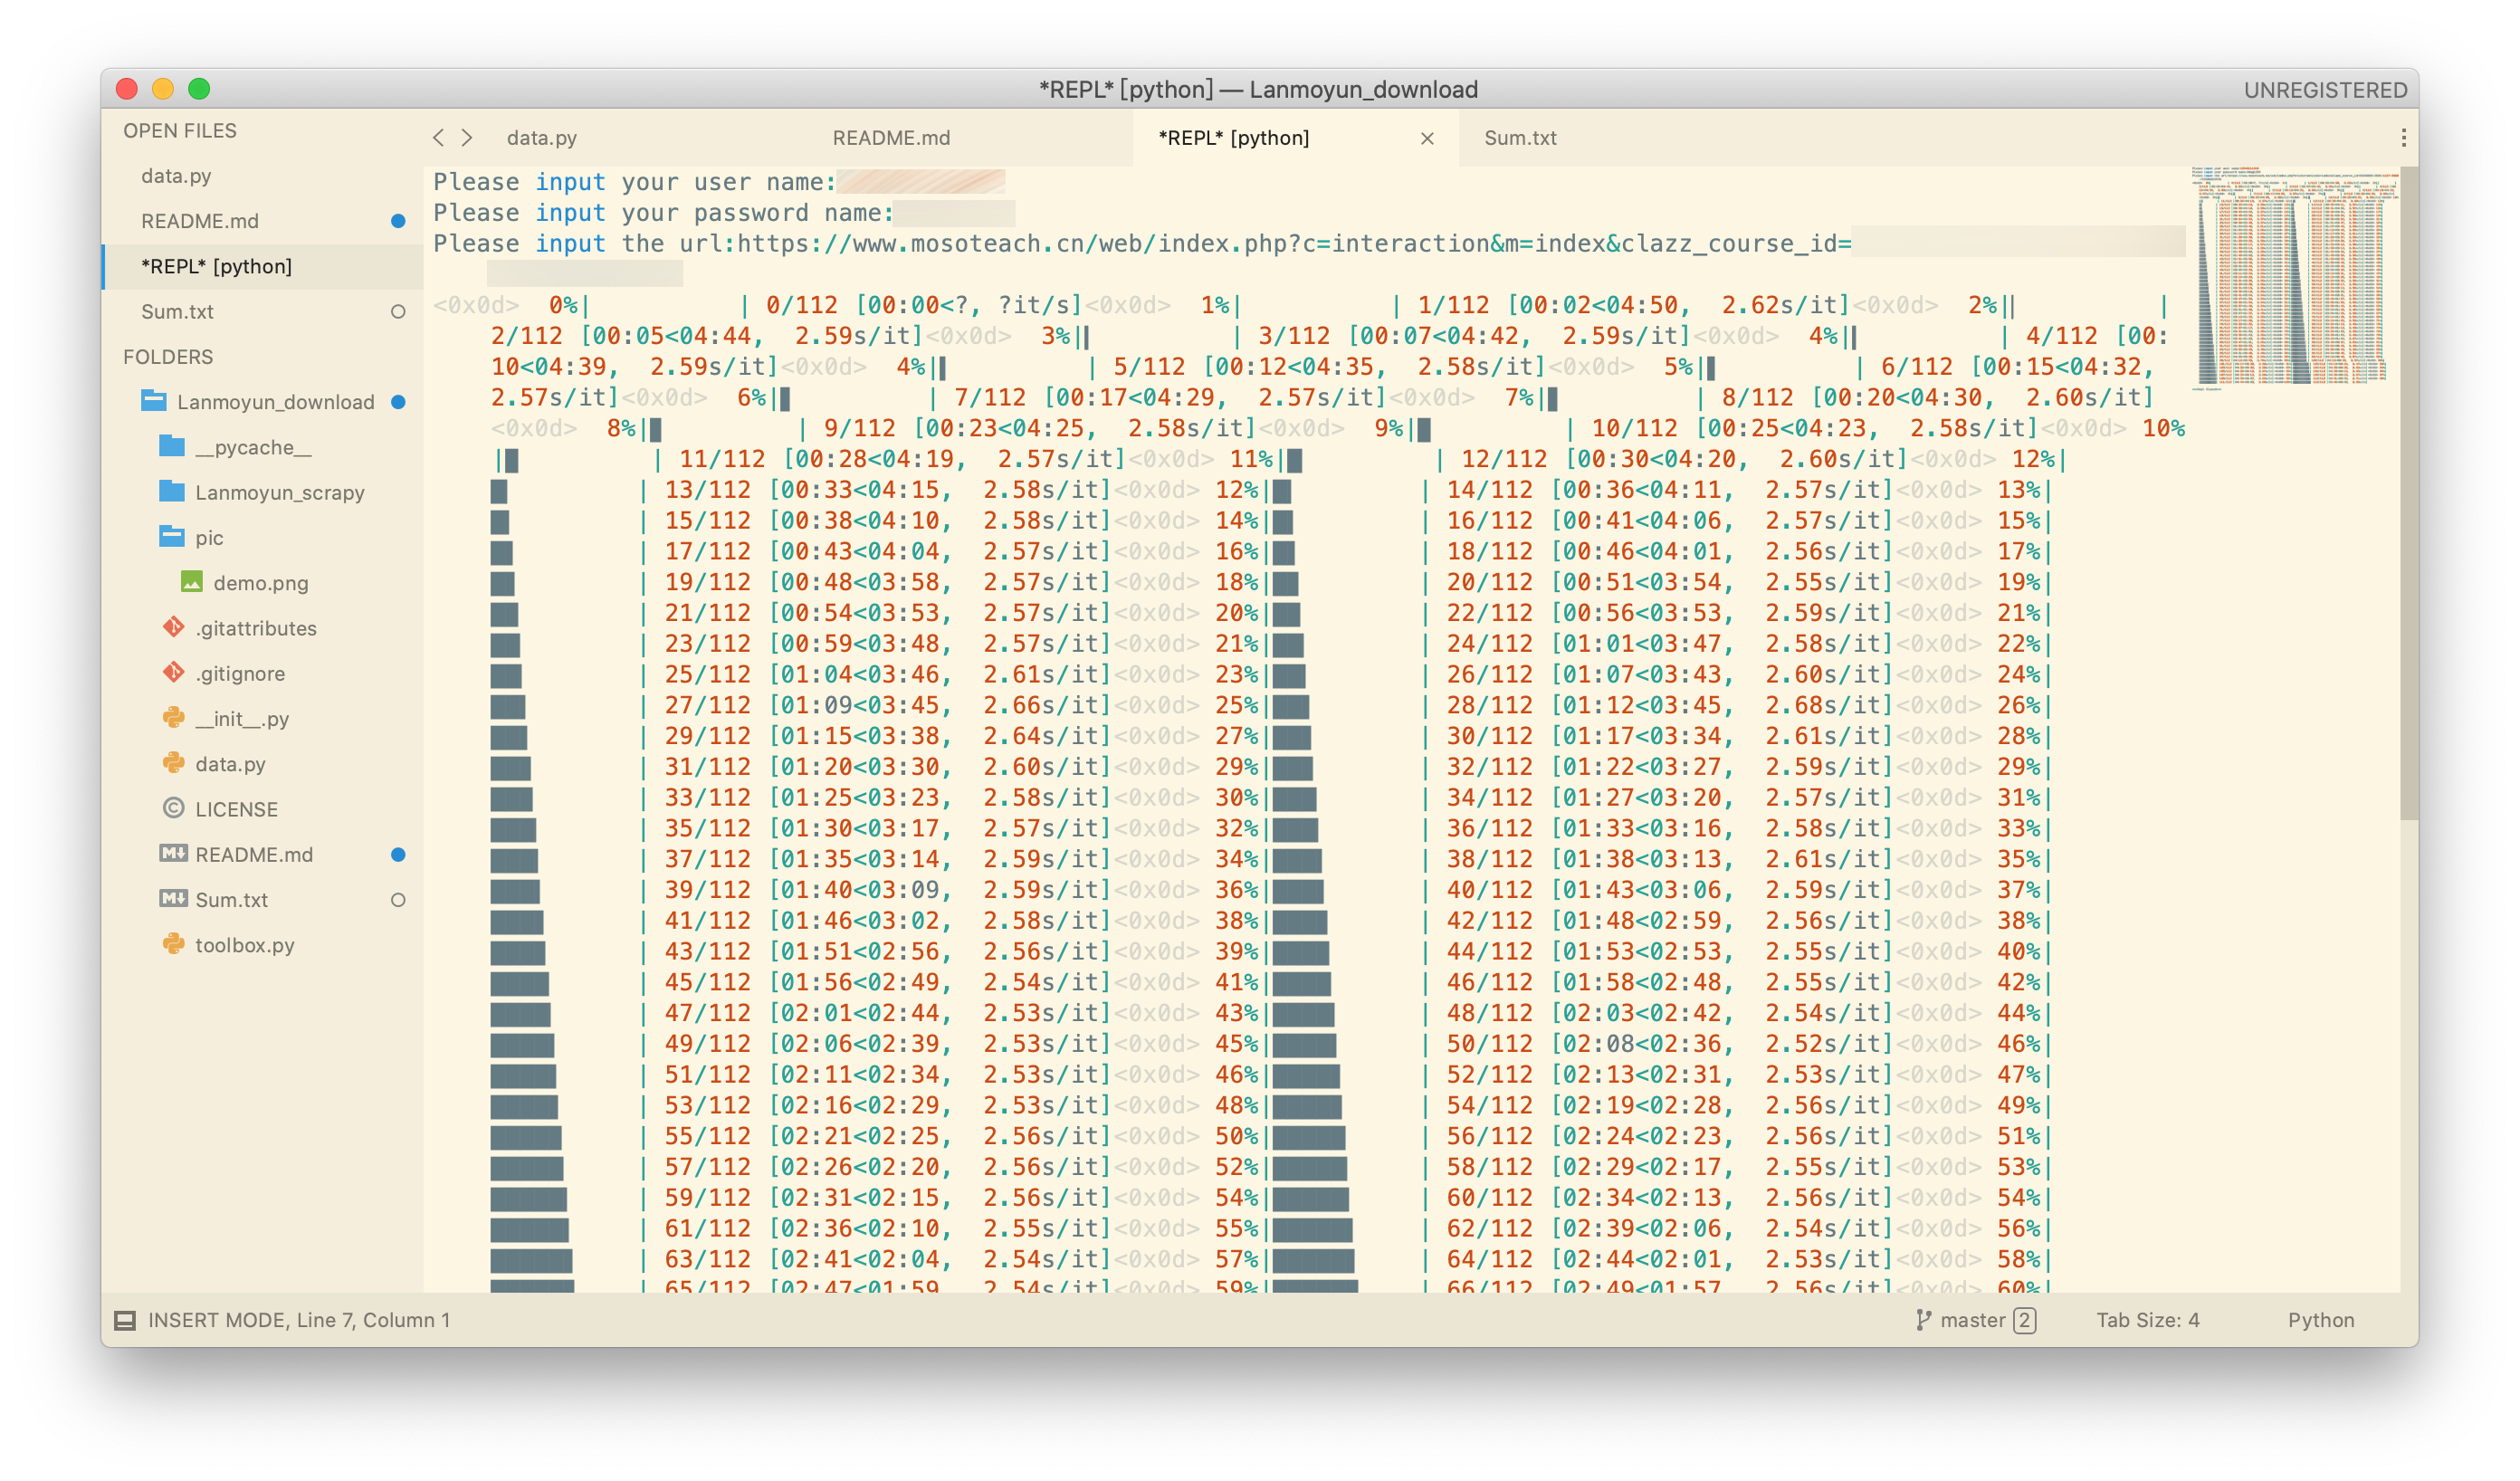 *REPL* [python] — Lanmoyun_download
UNREGISTERED
OPEN FILES
data.py
README.md
*REPL* [python]
Sum.txt
FOLDERS
Lanmoyun_download
__pycache__
Lanmoyun_scrapy
pic
demo.png
.gitattributes
.gitignore
__init__.py
data.py
LICENSE
README.md
Sum.txt
toolbox.py
data.py
README.md
*REPL* [python]
Sum.txt
Please input your user name:
Please input your password name:
Please input the url:https://www.mosoteach.cn/web/index.php?c=interaction&m=index&clazz_course_id=
<0x0d>  0%|          | 0/112 [00:00<?, ?it/s]<0x0d>  1%|          | 1/112 [00:02<04:50,  2.62s/it]<0x0d>  2%|▏         |
2/112 [00:05<04:44,  2.59s/it]<0x0d>  3%|▎         | 3/112 [00:07<04:42,  2.59s/it]<0x0d>  4%|▎         | 4/112 [00:
10<04:39,  2.59s/it]<0x0d>  4%|▍         | 5/112 [00:12<04:35,  2.58s/it]<0x0d>  5%|▌         | 6/112 [00:15<04:32,
2.57s/it]<0x0d>  6%|▋         | 7/112 [00:17<04:29,  2.57s/it]<0x0d>  7%|▋         | 8/112 [00:20<04:30,  2.60s/it]
<0x0d>  8%|▊         | 9/112 [00:23<04:25,  2.58s/it]<0x0d>  9%|▉         | 10/112 [00:25<04:23,  2.58s/it]<0x0d> 10%
|▉         | 11/112 [00:28<04:19,  2.57s/it]<0x0d> 11%|█         | 12/112 [00:30<04:20,  2.60s/it]<0x0d> 12%|
| 13/112 [00:33<04:15,  2.58s/it]<0x0d> 12%| | 14/112 [00:36<04:11,  2.57s/it]<0x0d> 13%|
| 15/112 [00:38<04:10,  2.58s/it]<0x0d> 14%| | 16/112 [00:41<04:06,  2.57s/it]<0x0d> 15%|
| 17/112 [00:43<04:04,  2.57s/it]<0x0d> 16%| | 18/112 [00:46<04:01,  2.56s/it]<0x0d> 17%|
| 19/112 [00:48<03:58,  2.57s/it]<0x0d> 18%| | 20/112 [00:51<03:54,  2.55s/it]<0x0d> 19%|
| 21/112 [00:54<03:53,  2.57s/it]<0x0d> 20%| | 22/112 [00:56<03:53,  2.59s/it]<0x0d> 21%|
| 23/112 [00:59<03:48,  2.57s/it]<0x0d> 21%| | 24/112 [01:01<03:47,  2.58s/it]<0x0d> 22%|
| 25/112 [01:04<03:46,  2.61s/it]<0x0d> 23%| | 26/112 [01:07<03:43,  2.60s/it]<0x0d> 24%|
| 27/112 [01:09<03:45,  2.66s/it]<0x0d> 25%| | 28/112 [01:12<03:45,  2.68s/it]<0x0d> 26%|
| 29/112 [01:15<03:38,  2.64s/it]<0x0d> 27%| | 30/112 [01:17<03:34,  2.61s/it]<0x0d> 28%|
| 31/112 [01:20<03:30,  2.60s/it]<0x0d> 29%| | 32/112 [01:22<03:27,  2.59s/it]<0x0d> 29%|
| 33/112 [01:25<03:23,  2.58s/it]<0x0d> 30%| | 34/112 [01:27<03:20,  2.57s/it]<0x0d> 31%|
| 35/112 [01:30<03:17,  2.57s/it]<0x0d> 32%| | 36/112 [01:33<03:16,  2.58s/it]<0x0d> 33%|
| 37/112 [01:35<03:14,  2.59s/it]<0x0d> 34%| | 38/112 [01:38<03:13,  2.61s/it]<0x0d> 35%|
| 39/112 [01:40<03:09,  2.59s/it]<0x0d> 36%| | 40/112 [01:43<03:06,  2.59s/it]<0x0d> 37%|
| 41/112 [01:46<03:02,  2.58s/it]<0x0d> 38%| | 42/112 [01:48<02:59,  2.56s/it]<0x0d> 38%|
| 43/112 [01:51<02:56,  2.56s/it]<0x0d> 39%| | 44/112 [01:53<02:53,  2.55s/it]<0x0d> 40%|
| 45/112 [01:56<02:49,  2.54s/it]<0x0d> 41%| | 46/112 [01:58<02:48,  2.55s/it]<0x0d> 42%|
| 47/112 [02:01<02:44,  2.53s/it]<0x0d> 43%| | 48/112 [02:03<02:42,  2.54s/it]<0x0d> 44%|
| 49/112 [02:06<02:39,  2.53s/it]<0x0d> 45%| | 50/112 [02:08<02:36,  2.52s/it]<0x0d> 46%|
| 51/112 [02:11<02:34,  2.53s/it]<0x0d> 46%| | 52/112 [02:13<02:31,  2.53s/it]<0x0d> 47%|
| 53/112 [02:16<02:29,  2.53s/it]<0x0d> 48%| | 54/112 [02:19<02:28,  2.56s/it]<0x0d> 49%|
| 55/112 [02:21<02:25,  2.56s/it]<0x0d> 50%| | 56/112 [02:24<02:23,  2.56s/it]<0x0d> 51%|
| 57/112 [02:26<02:20,  2.56s/it]<0x0d> 52%| | 58/112 [02:29<02:17,  2.55s/it]<0x0d> 53%|
| 59/112 [02:31<02:15,  2.56s/it]<0x0d> 54%| | 60/112 [02:34<02:13,  2.56s/it]<0x0d> 54%|
| 61/112 [02:36<02:10,  2.55s/it]<0x0d> 55%| | 62/112 [02:39<02:06,  2.54s/it]<0x0d> 56%|
| 63/112 [02:41<02:04,  2.54s/it]<0x0d> 57%| | 64/112 [02:44<02:01,  2.53s/it]<0x0d> 58%|
| 65/112 [02:47<01:59,  2.54s/it]<0x0d> 59%| | 66/112 [02:49<01:57,  2.56s/it]<0x0d> 60%|
INSERT MODE, Line 7, Column 1
master 2
Tab Size: 4
Python